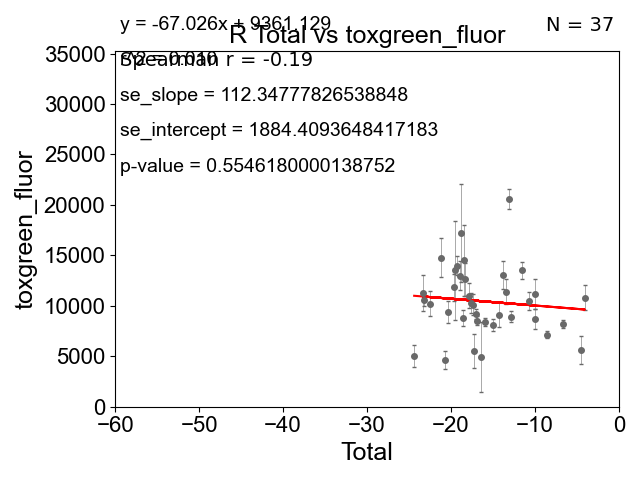 y = -67.026x + 9361.129
N = 37
R Total vs toxgreen_fluor
r^2 = 0.010
Spearman r = -0.19
se_slope = 112.34777826538848
se_intercept = 1884.4093648417183
p-value = 0.5546180000138752
35000
30000
25000
20000
15000
10000
5000
0
toxgreen_fluor
−60
−50
−40
−30
−20
−10
0
Total